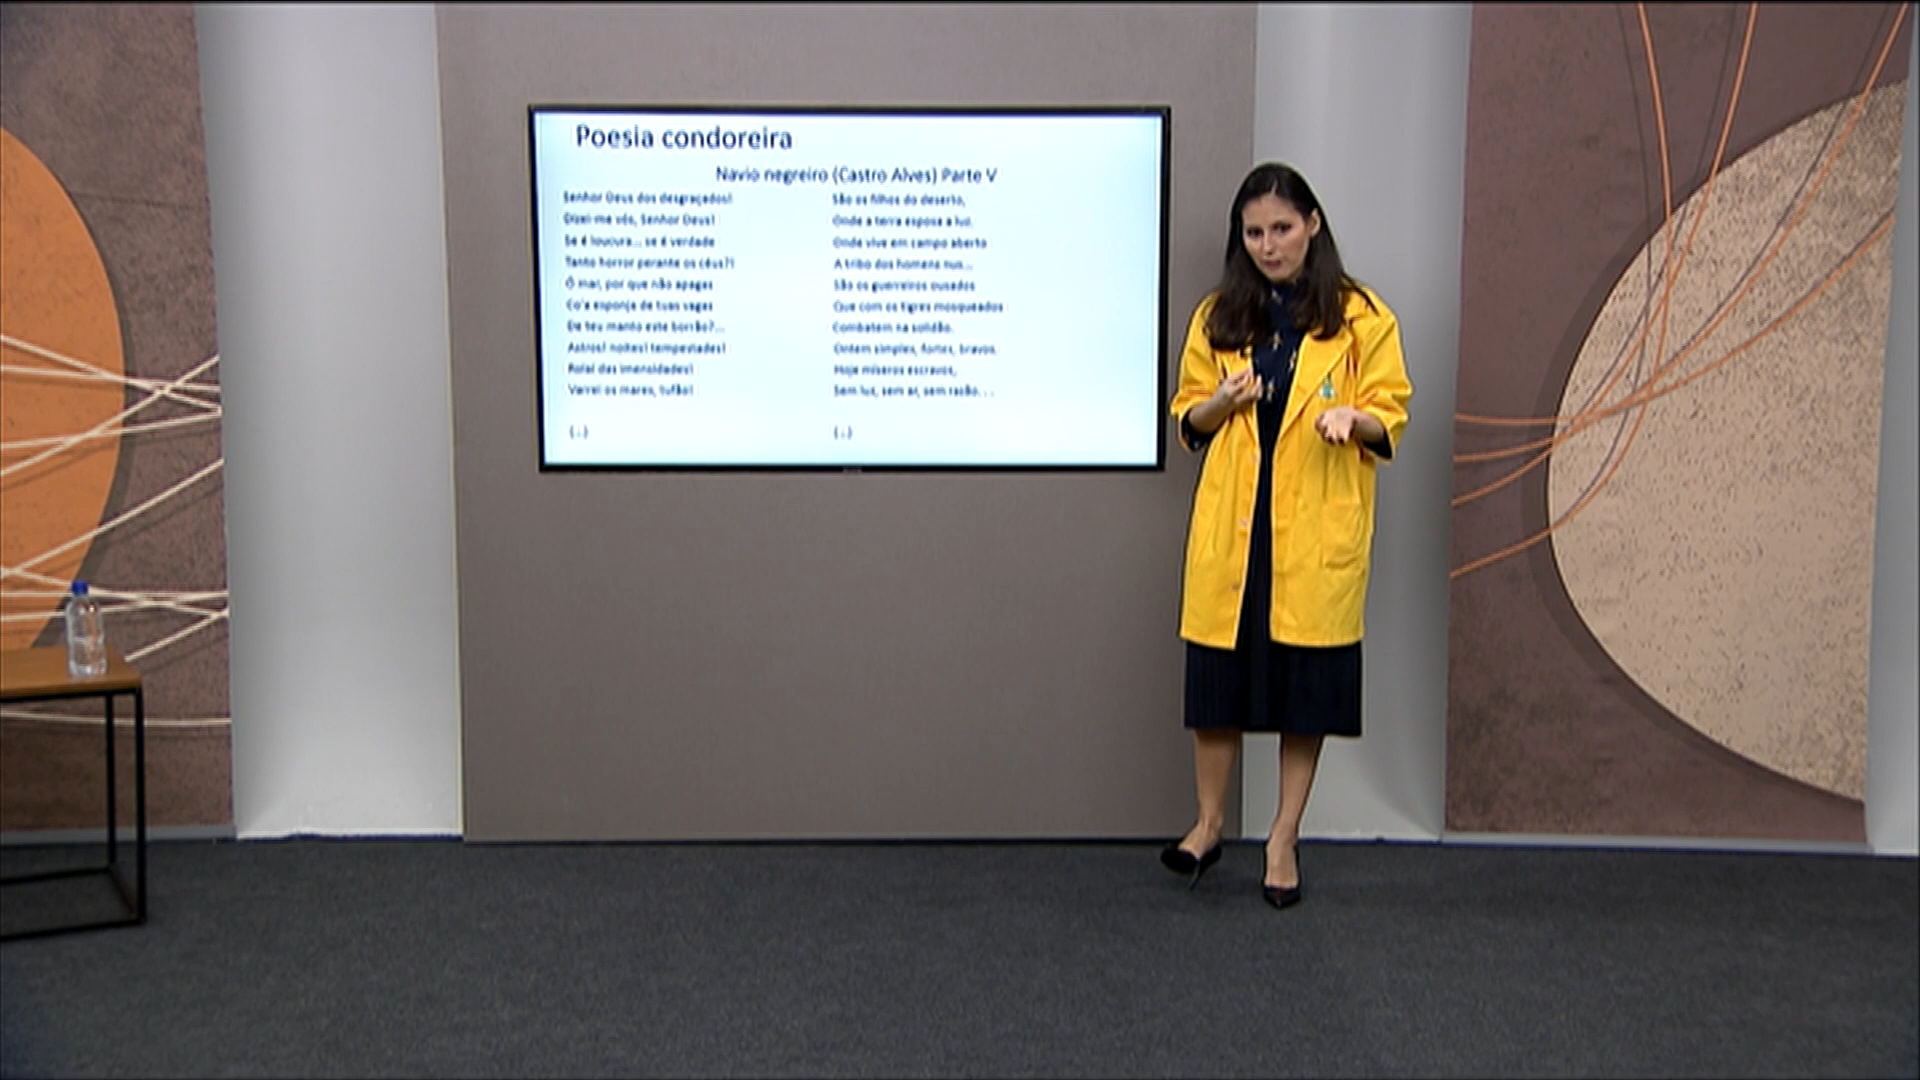 Poesia condoreira
Navio negreiro (Castro Alves) Parte V
Senhor Deus dos desgraçados!
Dizei-me vós, Senhor Deus!
Se é loucura... se é verdade
Tanto horror perante os céus?!
Ó mar, por que não apagas
Co'a esponja de tuas vagas
De teu manto este borrão?...
Astros! noites! tempestades!
Rolai das imensidades!
Varrei os mares, tufão!
(..)
São os filhos do deserto,
Onde a terra esposa a luz.
Onde vive em campo aberto
A tribo dos homens nus...
São os guerreiros ousados
Que com os tigres mosqueados
Combatem na solidão.
Ontem simples, fortes, bravos.
Hoje míseros escravos,
Sem luz, sem ar, sem razão. . .
(..)